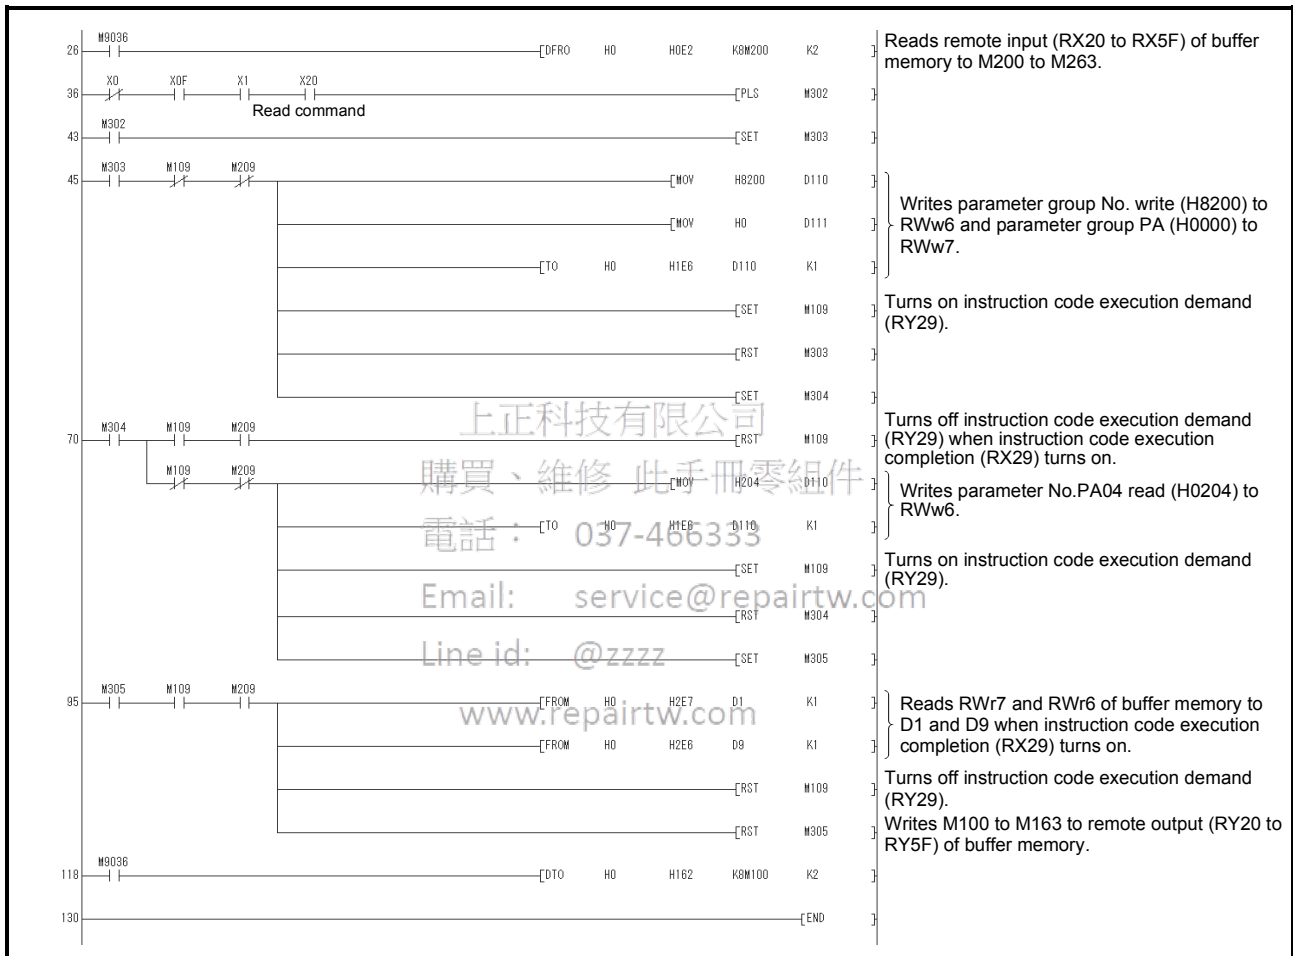 M9036
26 [DFRO H0 H0E2 K8M200 K2 ]
Reads remote input (RX20 to RX5F) of buffer
memory to M200 to M263.
X0 X0F X1 X20
36 [PLS M302 ]
Read command
M302
43 [SET M303 ]
M303 M109 M209
45 [MOV H8200 D110 ]
Writes parameter group No. write (H8200) to
RWw6 and parameter group PA (H0000) to
RWw7.
[MOV H0 D111 ]
[TO H0 H1E6 D110 K1 ]
[SET M109 ]
Turns on instruction code execution demand
(RY29).
[RST M303 ]
[SET M304 ]
上正科技有限公司
M304 M109 M209
70 [RST M109 ]
Turns off instruction code execution demand
(RY29) when instruction code execution
completion (RX29) turns on.
購買、維修 此手冊零組件
M109 M209
[MOV H204 D110 ]
Writes parameter No.PA04 read (H0204) to
RWw6.
[TO H0 H1E6 D110 K1 ]
電話： 037-466333
[SET M109 ]
Turns on instruction code execution demand
(RY29).
Email: service@repairtw.com
[RST M304 ]
[SET M305 ]
Line id: @zzzz
M305 M109 M209
95 [FROM H0 H2E7 D1 K1 ]
www.repairtw.com
Reads RWr7 and RWr6 of buffer memory to
D1 and D9 when instruction code execution
completion (RX29) turns on.
[FROM H0 H2E6 D9 K1 ]
[RST M109 ]
Turns off instruction code execution demand
(RY29).
[RST M305 ]
Writes M100 to M163 to remote output (RY20 to
RY5F) of buffer memory.
M9036
118 [DTO H0 H162 K8M100 K2 ]
130 [END ]